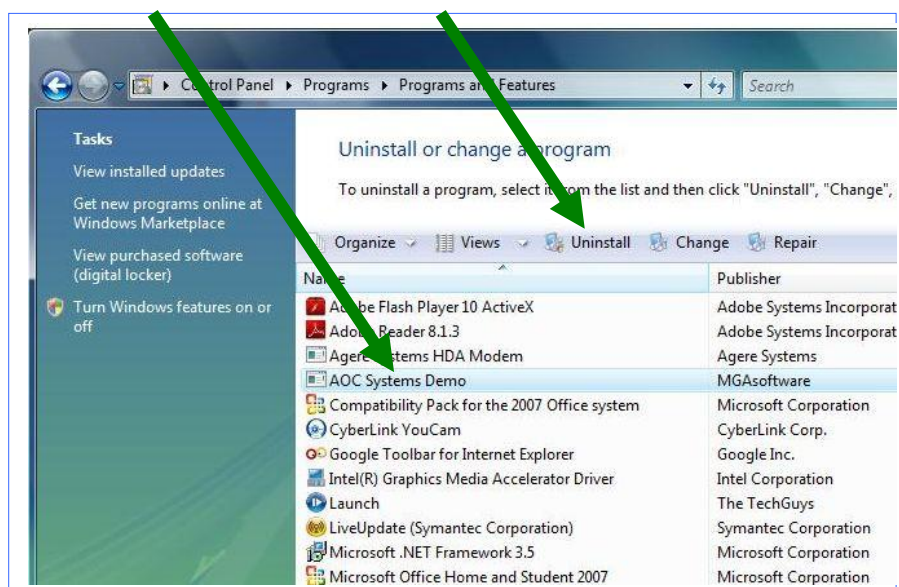 Control Panel Programs Programs and Features Search
Tasks
View installed updates
Get new programs online at
Windows Marketplace
View purchased software
(digital locker)
Turn Windows features on or
off
Uninstall or change a program
To uninstall a program, select it from the list and then click "Uninstall", "Change",
Organize Views Uninstall Change Repair
Name Publisher
Adobe Flash Player 10 ActiveX Adobe Systems Incorporat
Adobe Reader 8.1.3 Adobe Systems Incorporat
Agere Systems HDA Modem Agere Systems
AOC Systems Demo MGAsoftware
Compatibility Pack for the 2007 Office system Microsoft Corporation
CyberLink YouCam CyberLink Corp.
Google Toolbar for Internet Explorer Google Inc.
Intel(R) Graphics Media Accelerator Driver Intel Corporation
Launch The TechGuys
LiveUpdate (Symantec Corporation) Symantec Corporation
Microsoft .NET Framework 3.5 Microsoft Corporation
Microsoft Office Home and Student 2007 Microsoft Corporation